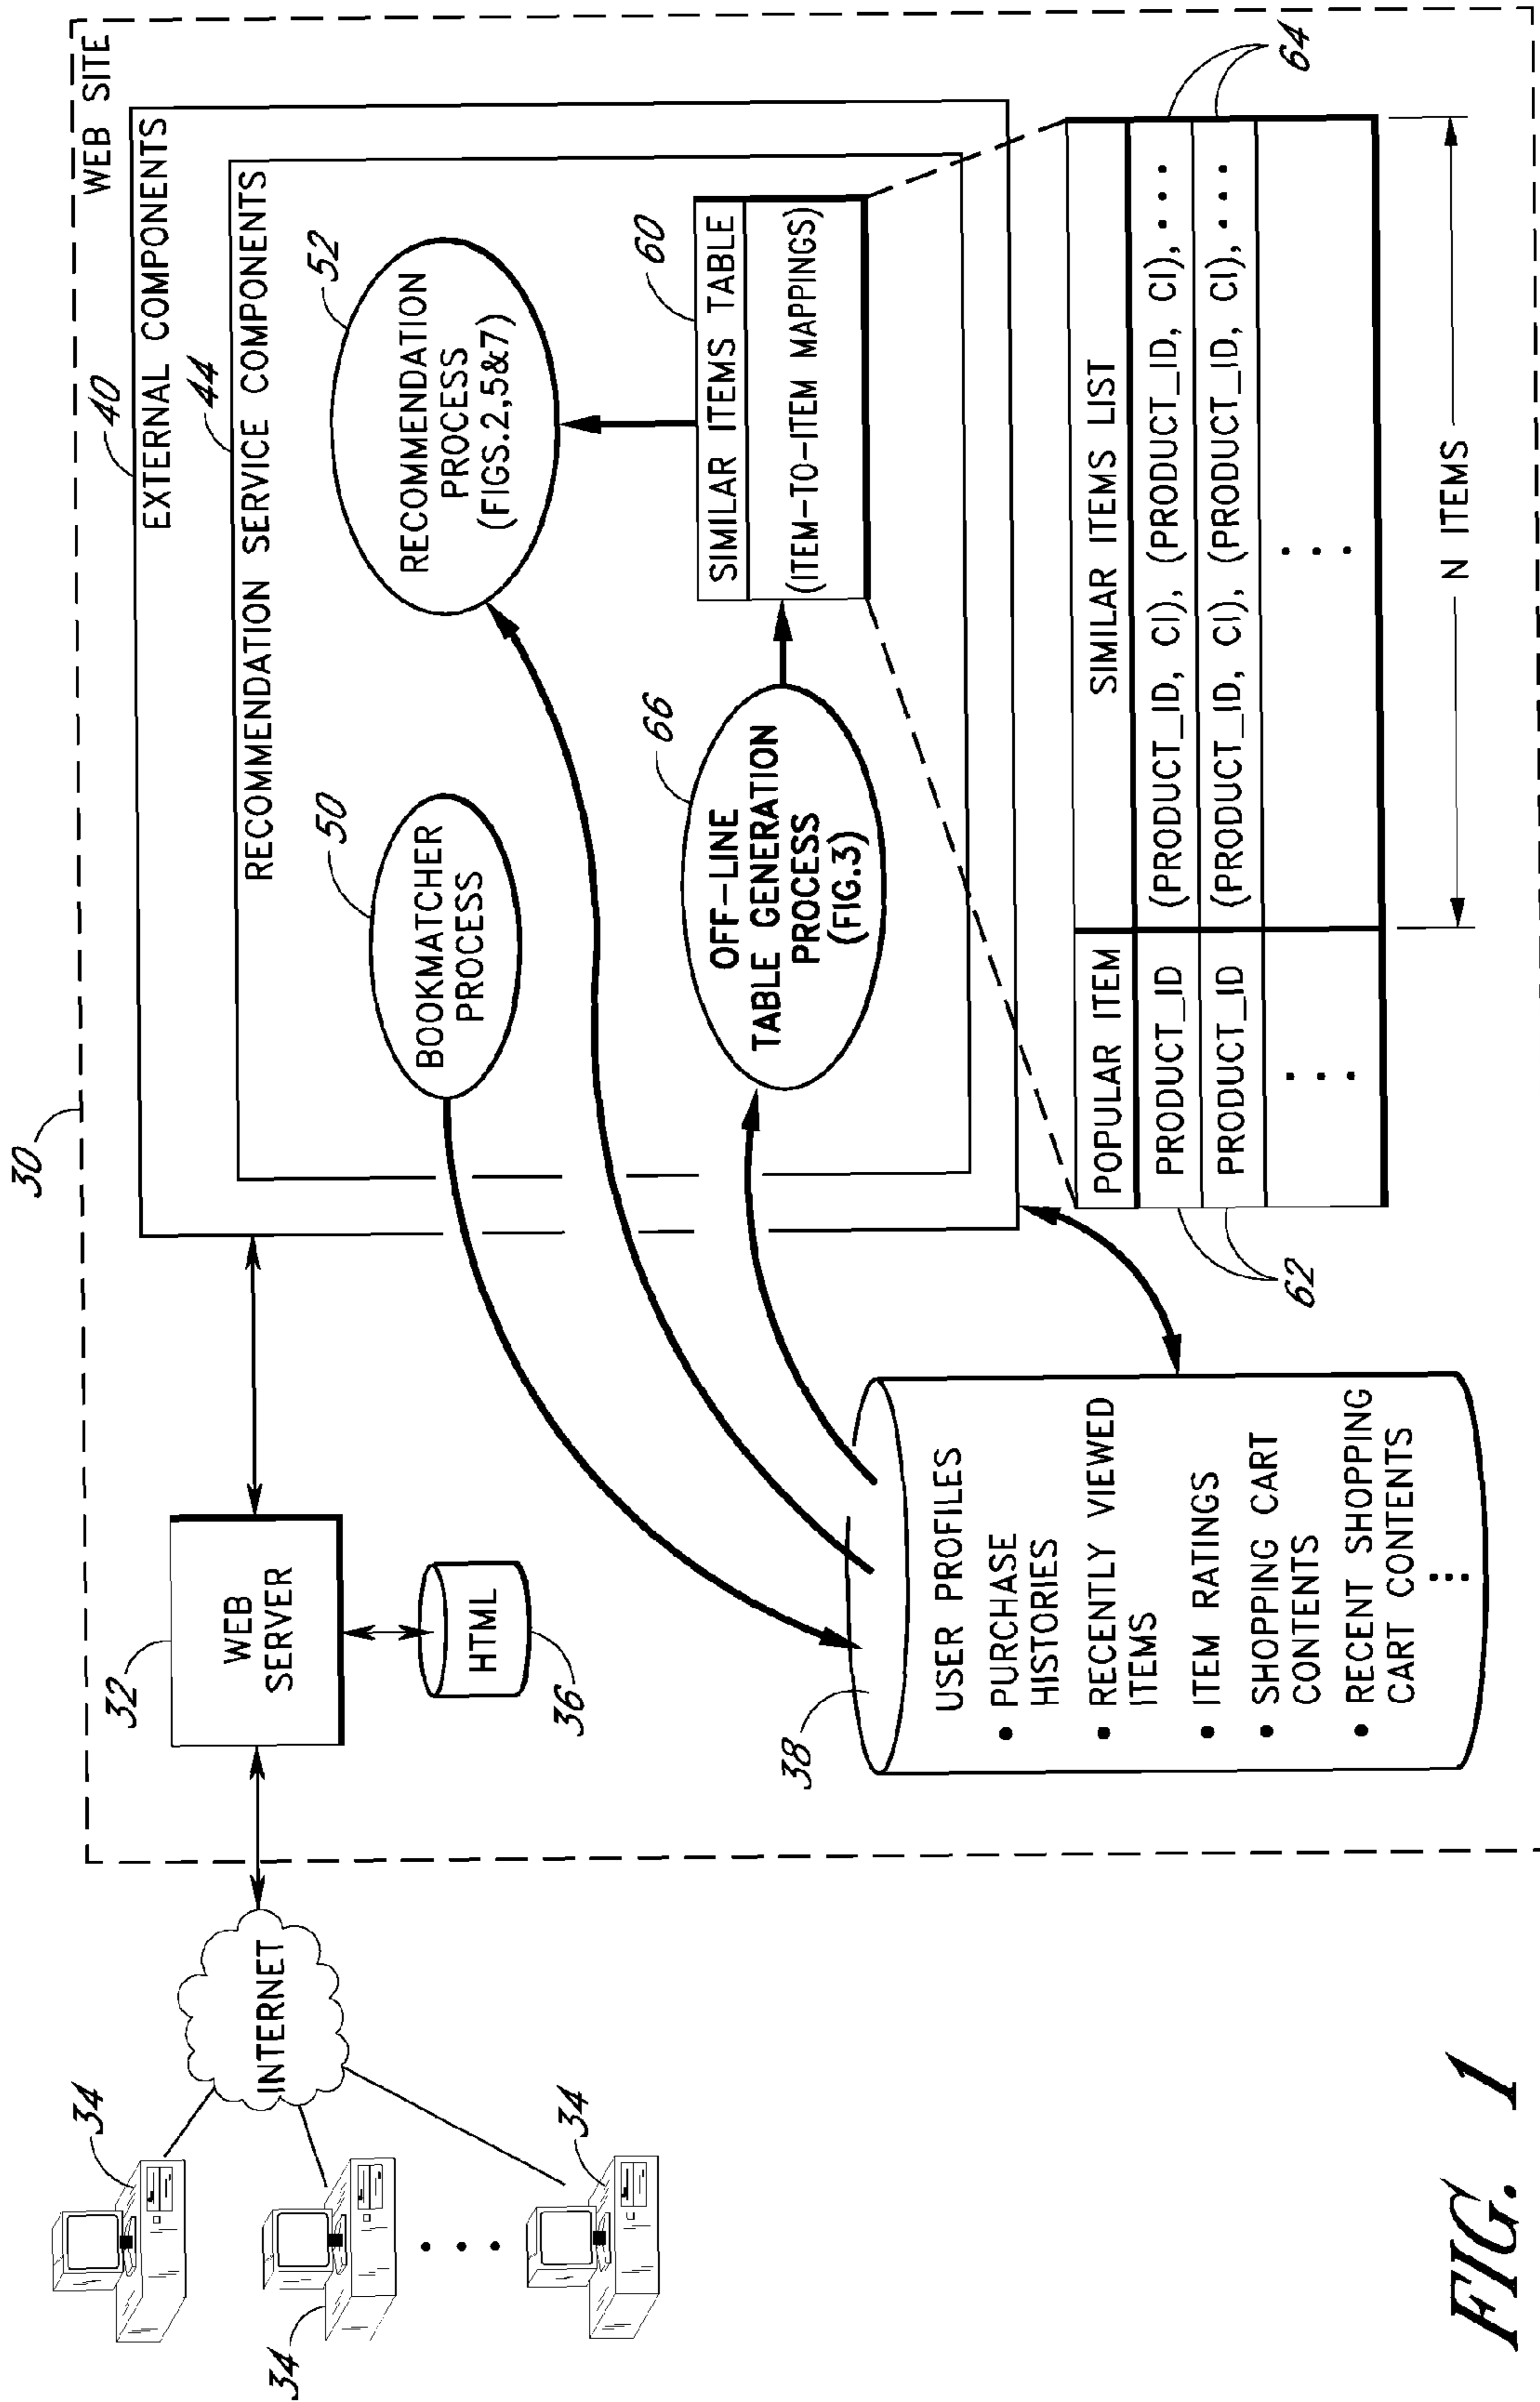 30
WEB SITE
40
EXTERNAL COMPONENTS
44
RECOMMENDATION SERVICE COMPONENTS
34
34
34
INTERNET
32
WEB
SERVER
HTML
36
50
BOOKMATCHER
PROCESS
52
RECOMMENDATION
PROCESS
(FIGS.2,5&7)
66
OFF-LINE
TABLE GENERATION
PROCESS
(FIG.3)
60
SIMILAR ITEMS TABLE
(ITEM-TO-ITEM MAPPINGS)
38
USER PROFILES
• PURCHASE
HISTORIES
• RECENTLY VIEWED
ITEMS
• ITEM RATINGS
• SHOPPING CART
CONTENTS
• RECENT SHOPPING
CART CONTENTS
POPULAR ITEM SIMILAR ITEMS LIST
PRODUCT_ID (PRODUCT_ID, CI), (PRODUCT_ID, CI), ...
PRODUCT_ID (PRODUCT_ID, CI), (PRODUCT_ID, CI), ...
62
64
N ITEMS
FIG. 1